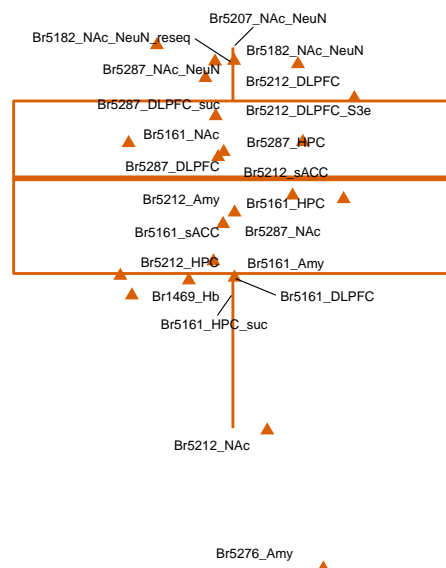 Br5207_NAc_NeuN
Br5182_NAc_NeuN_reseq
Br5182_NAc_NeuN
Br5287_NAc_NeuN
Br5212_DLPFC
Br5287_DLPFC_suc
Br5212_DLPFC_S3e
Br5161_NAc
Br5287_HPC
Br5287_DLPFC
Br5212_sACC
Br5212_Amy
Br5161_HPC
Br5161_sACC
Br5287_NAc
Br5212_HPC
Br5161_Amy
Br1469_Hb
Br5161_DLPFC
Br5161_HPC_suc
Br5212_NAc
Br5276_Amy